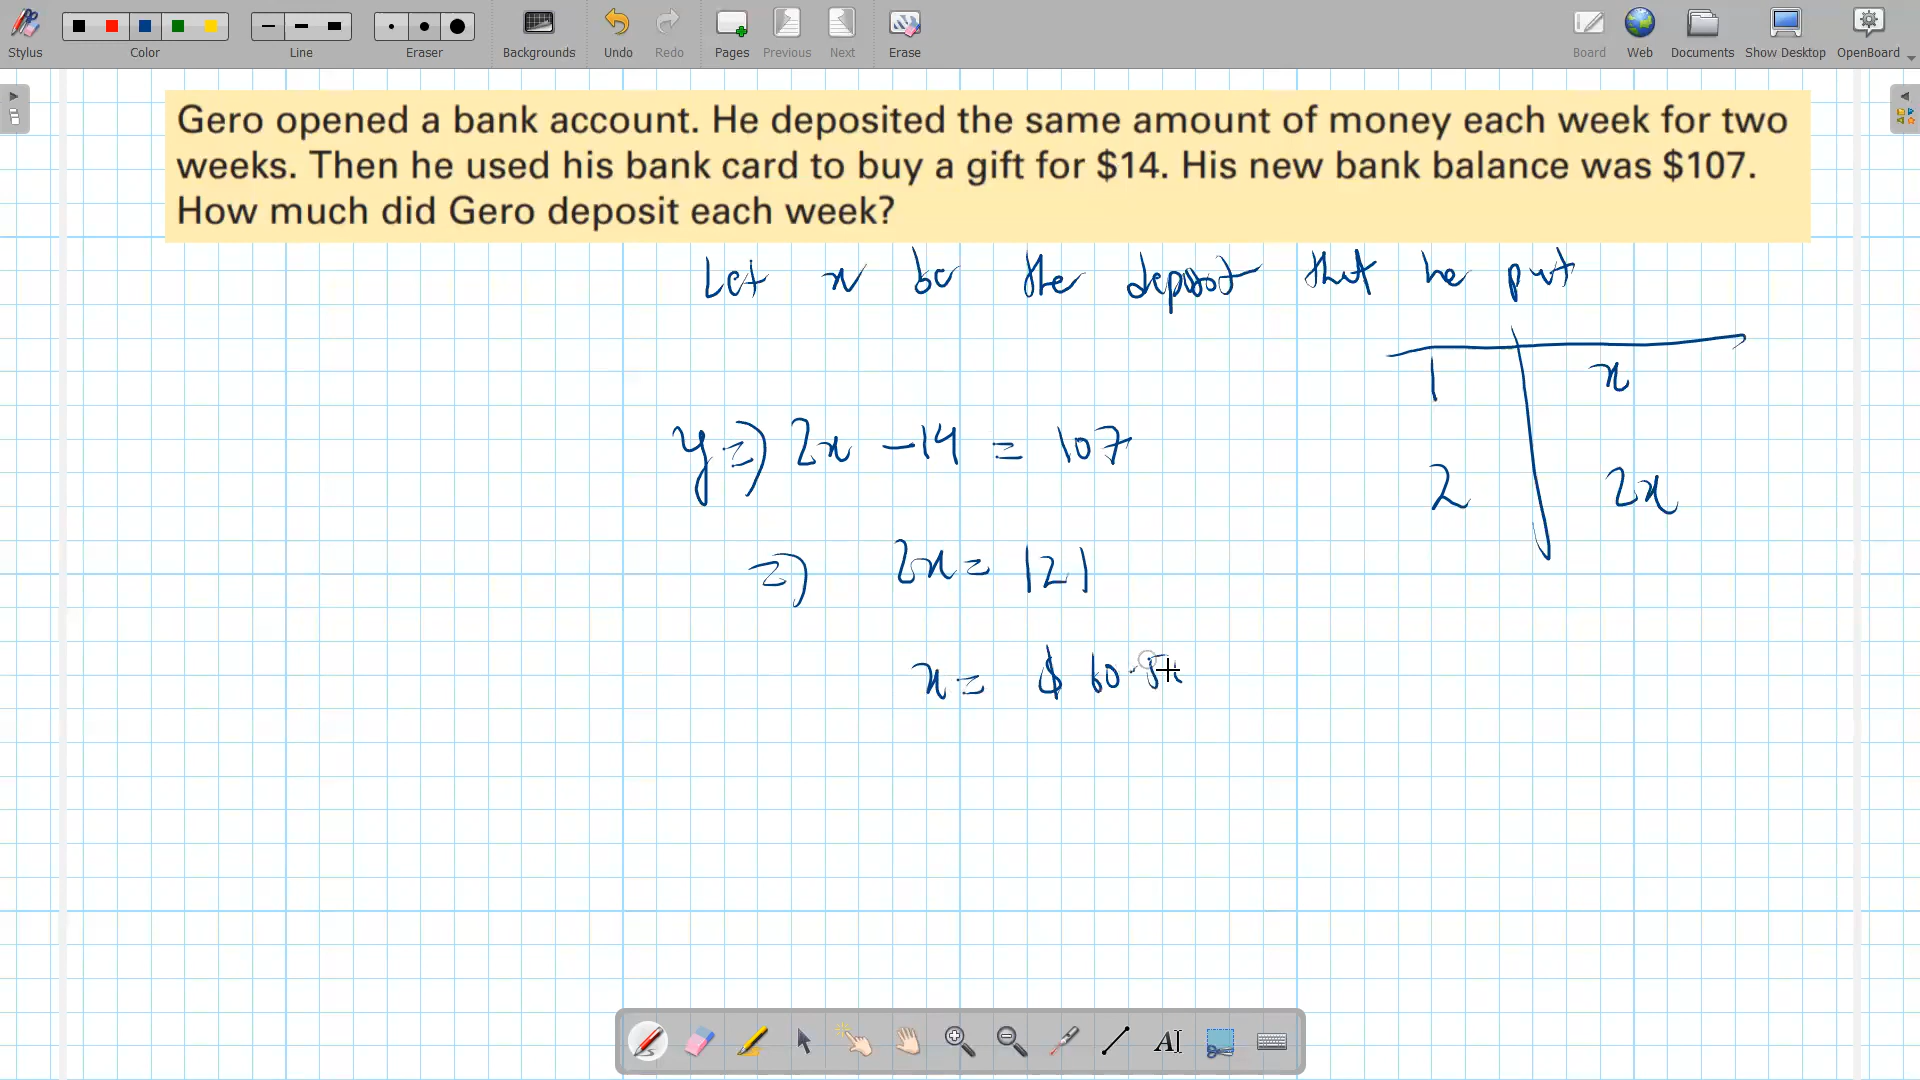 Stylus Color Line Eraser Backgrounds Undo Redo Pages Previous Next Erase Board Web Documents Show Desktop OpenBoard
Gero opened a bank account. He deposited the same amount of money each week for two
weeks. Then he used his bank card to buy a gift for $14. His new bank balance was $107.
How much did Gero deposit each week?
Let x be the deposit that he put
1 x
y ⇒ 2x - 14 = 107
2 2x
⇒ 2x = 121
x = $ 60.5